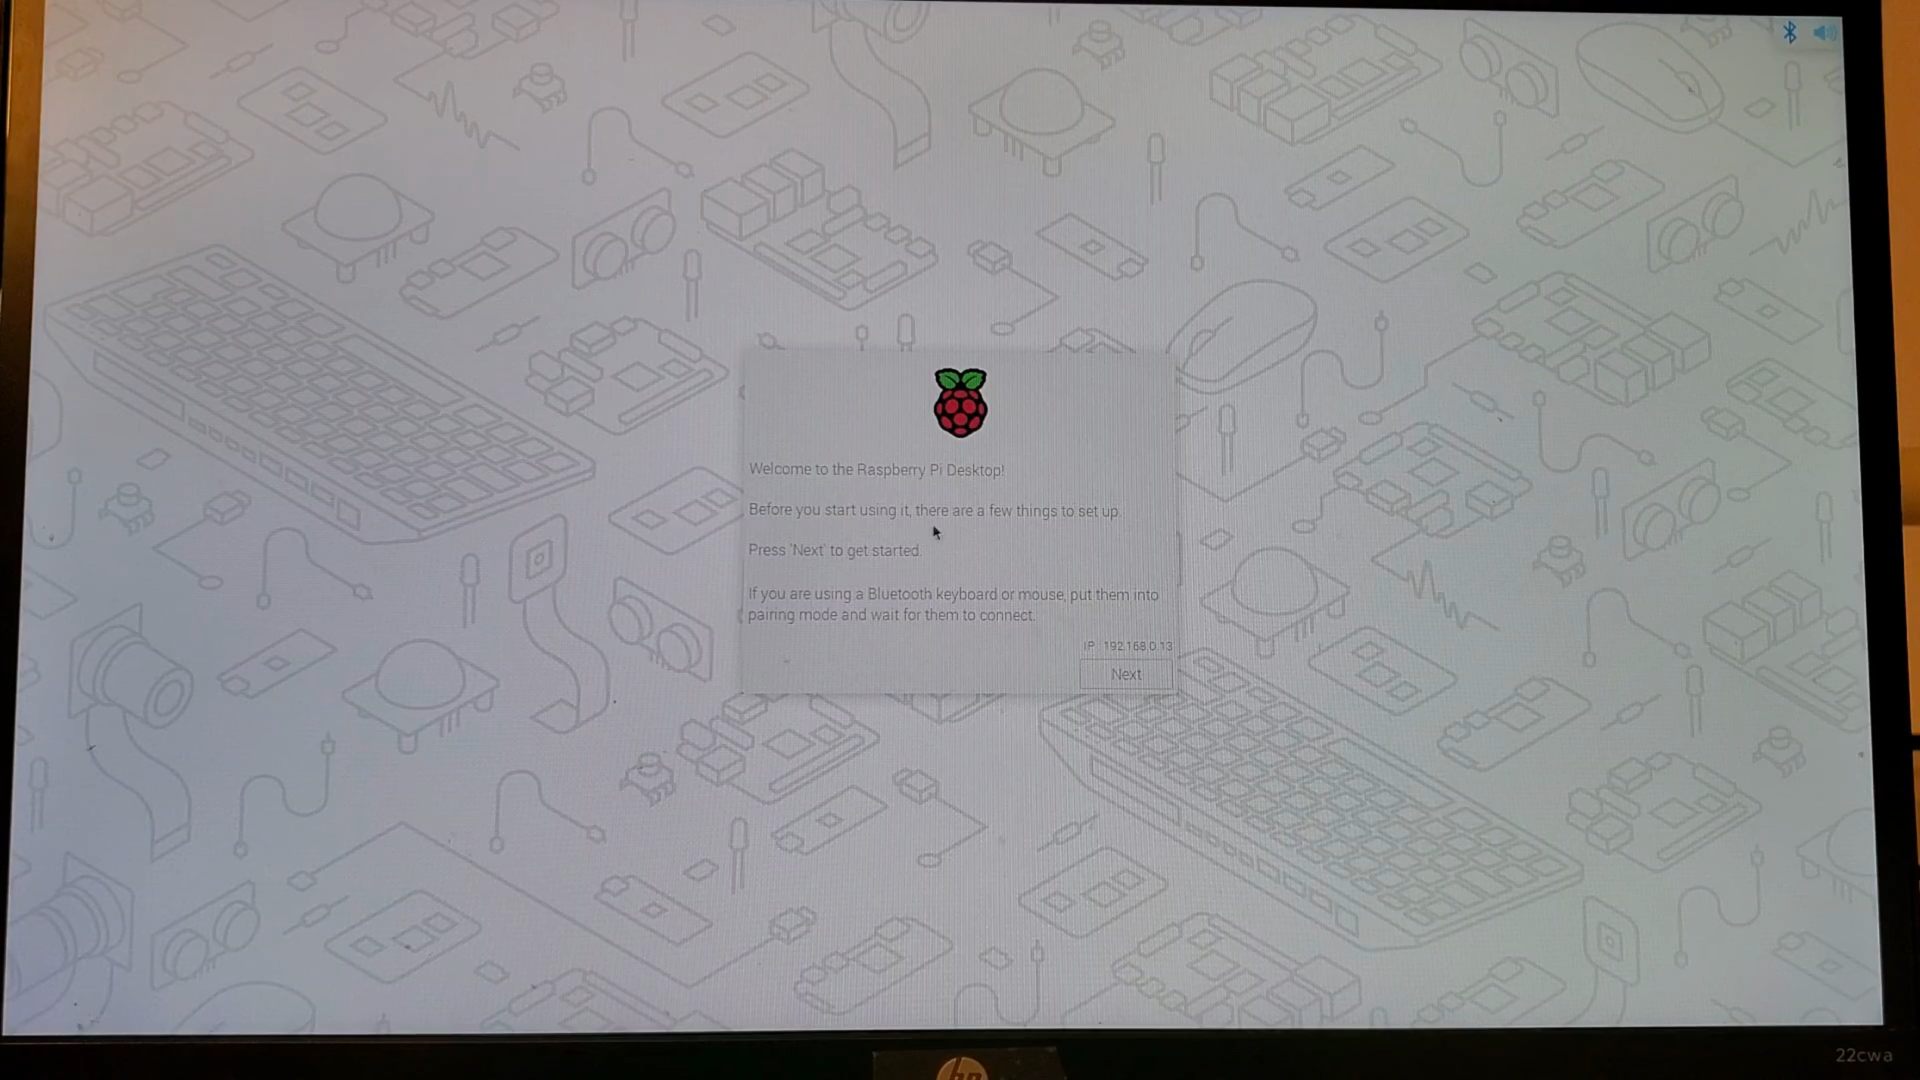 Welcome to the Raspberry Pi Desktop!
Before you start using it, there are a few things to set up.
Press 'Next' to get started.
If you are using a Bluetooth keyboard or mouse, put them into
pairing mode and wait for them to connect.
IP : 192.168.0.13
Next
hp
22cwa